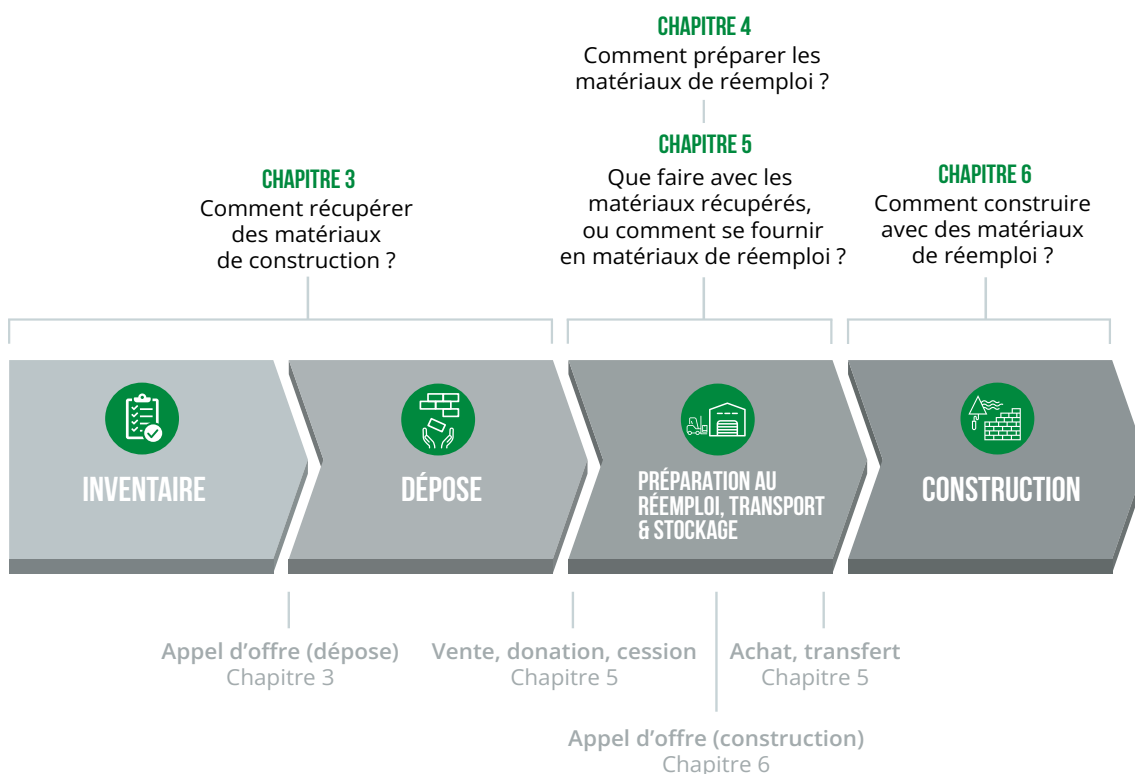 CHAPITRE 4
Comment préparer les
matériaux de réemploi ?
CHAPITRE 3
Comment récupérer
des matériaux
de construction ?
CHAPITRE 5
Que faire avec les
matériaux récupérés,
ou comment se fournir
en matériaux de réemploi ?
CHAPITRE 6
Comment construire
avec des matériaux
de réemploi ?
INVENTAIRE
DÉPOSE
PRÉPARATION AU
RÉEMPLOI, TRANSPORT
& STOCKAGE
CONSTRUCTION
Appel d’offre (dépose)
Chapitre 3
Vente, donation, cession
Chapitre 5
Achat, transfert
Chapitre 5
Appel d’offre (construction)
Chapitre 6